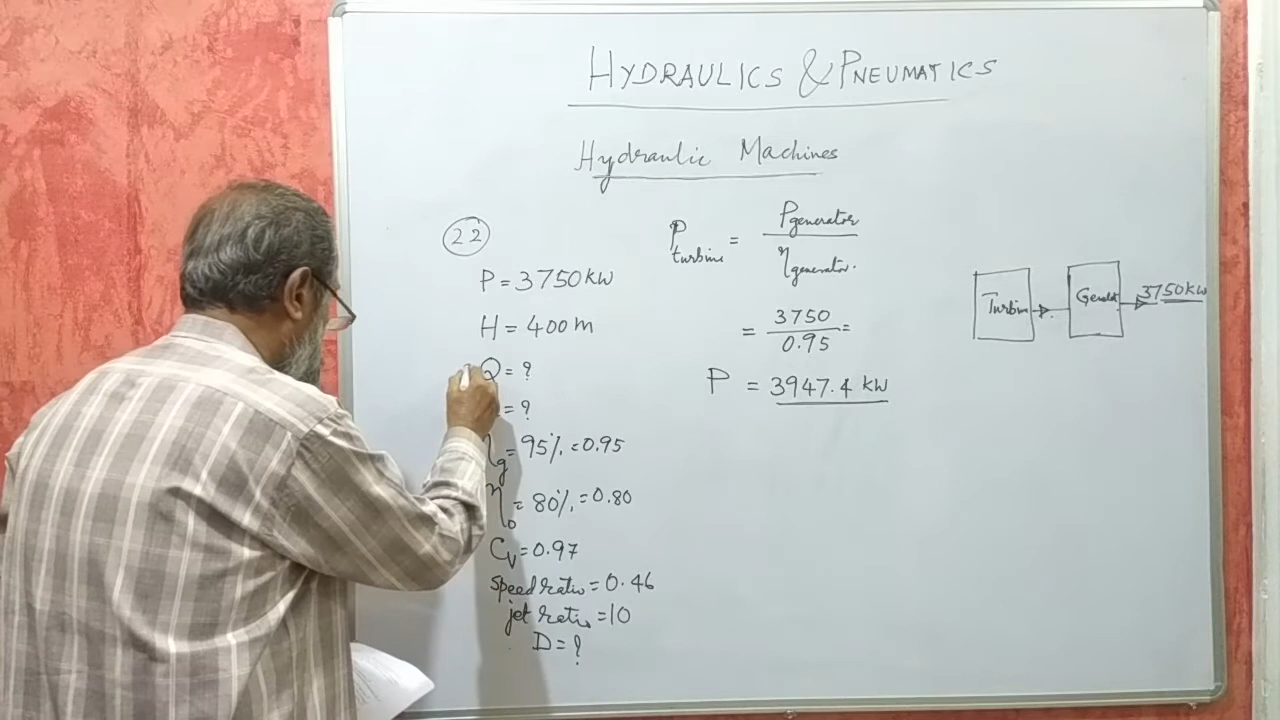 HYDRAULICS & PNEUMATICS
Hydraulic Machines
22
P = 3750 kW
H = 400 m
Q = ?
= ?
η g = 95% = 0.95
η o = 80% = 0.80
Cv = 0.97
speed ratio = 0.46
jet ratio = 10
D = ?
P turbine = P generator / η generator.
= 3750 / 0.95 =
P = 3947.4 kW
Turbine
3750 kW